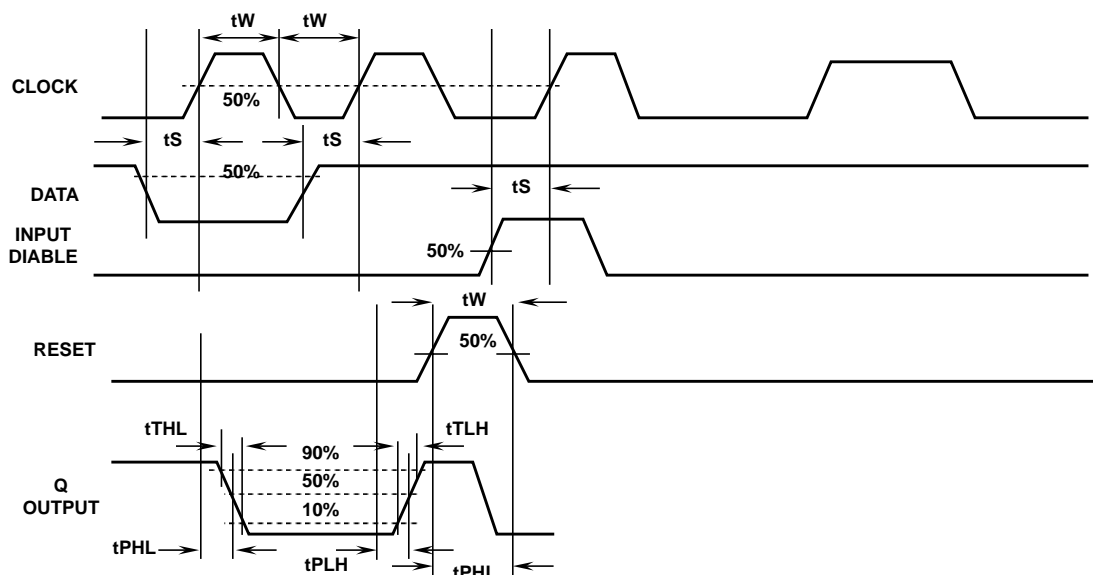 tW tW
CLOCK
50%
tS tS
50%
DATA
tS
INPUT
DIABLE
50%
tW
RESET
50%
tTHL tTLH
90%
50%
Q
OUTPUT
10%
tPHL
tPLH
tPHL